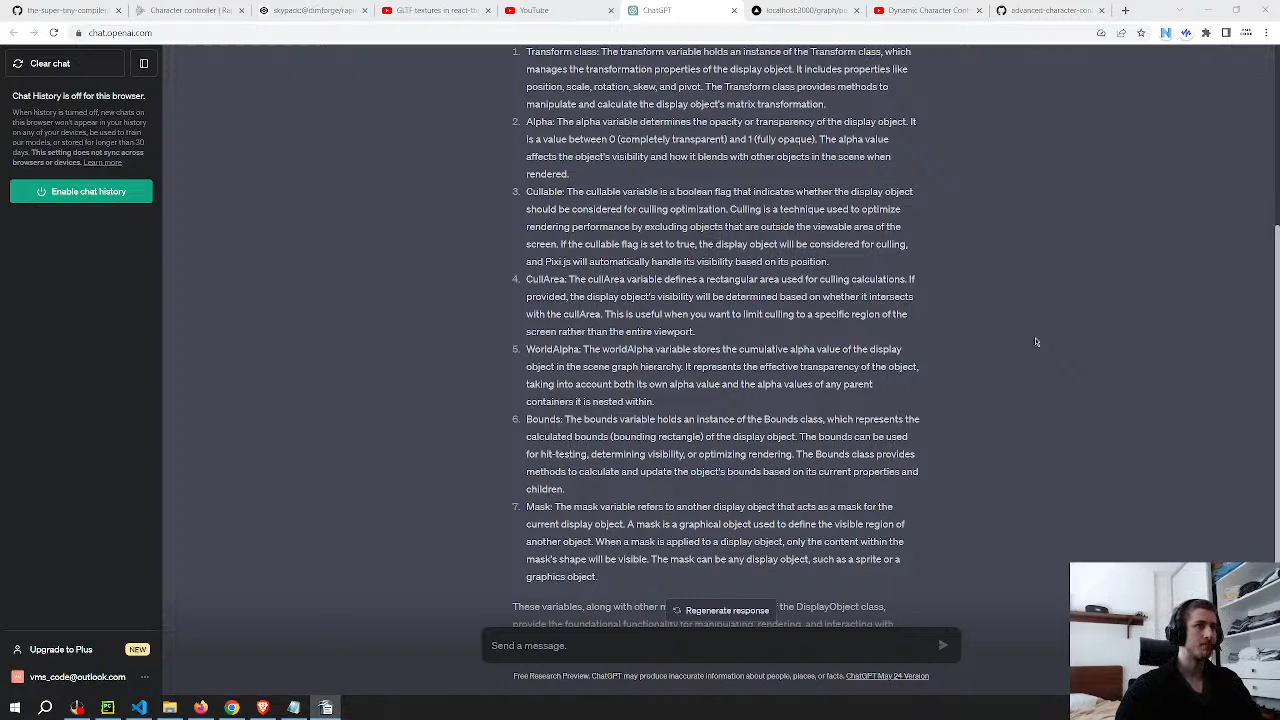 the-super-tiny-compiler
Character controller | Ra
skypack:@dimforge/rapi
GLTF textures in react-th
YouTube
ChatGPT
localhost:3000/graph/po
Dynamic Character Con
advanced-character-con
chat.openai.com
Clear chat
Chat History is off for this browser.
When history is turned off, new chats on
this browser won't appear in your history
on any of your devices, be used to train
our models, or stored for longer than 30
days. This setting does not sync across
browsers or devices. Learn more
Enable chat history
1. Transform class: The transform variable holds an instance of the Transform class, which
manages the transformation properties of the display object. It includes properties like
position, scale, rotation, skew, and pivot. The Transform class provides methods to
manipulate and calculate the display object's matrix transformation.
2. Alpha: The alpha variable determines the opacity or transparency of the display object. It
is a value between 0 (completely transparent) and 1 (fully opaque). The alpha value
affects the object's visibility and how it blends with other objects in the scene when
rendered.
3. Cullable: The cullable variable is a boolean flag that indicates whether the display object
should be considered for culling optimization. Culling is a technique used to optimize
rendering performance by excluding objects that are outside the viewable area of the
screen. If the cullable flag is set to true, the display object will be considered for culling,
and Pixi.js will automatically handle its visibility based on its position.
4. CullArea: The cullArea variable defines a rectangular area used for culling calculations. If
provided, the display object's visibility will be determined based on whether it intersects
with the cullArea. This is useful when you want to limit culling to a specific region of the
screen rather than the entire viewport.
5. WorldAlpha: The worldAlpha variable stores the cumulative alpha value of the display
object in the scene graph hierarchy. It represents the effective transparency of the object,
taking into account both its own alpha value and the alpha values of any parent
containers it is nested within.
6. Bounds: The bounds variable holds an instance of the Bounds class, which represents the
calculated bounds (bounding rectangle) of the display object. The bounds can be used
for hit-testing, determining visibility, or optimizing rendering. The Bounds class provides
methods to calculate and update the object's bounds based on its current properties and
children.
7. Mask: The mask variable refers to another display object that acts as a mask for the
current display object. A mask is a graphical object used to define the visible region of
another object. When a mask is applied to a display object, only the content within the
mask's shape will be visible. The mask can be any display object, such as a sprite or a
graphics object.
These variables, along with other m the DisplayObject class,
provide the foundational functionality for manipulating, rendering, and interacting with
Regenerate response
Send a message.
Free Research Preview. ChatGPT may produce inaccurate information about people, places, or facts. ChatGPT May 24 Version
Upgrade to Plus
NEW
vms_code@outlook.com